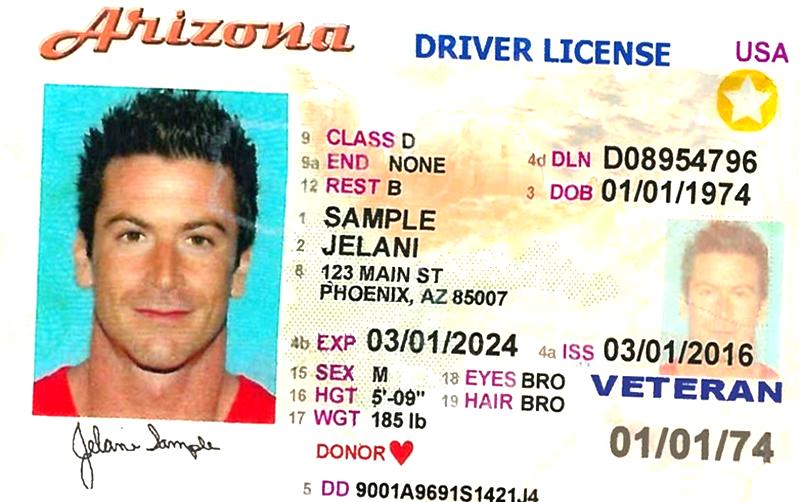 Arizona DRIVER LICENSE USA
9 CLASS D
9a END NONE 4d DLN D08954796
12 REST B 3 DOB 01/01/1974
1 SAMPLE
2 JELANI
8 123 MAIN ST
PHOENIX, AZ 85007
4b EXP 03/01/2024 4a ISS 03/01/2016
15 SEX M 18 EYES BRO VETERAN
16 HGT 5'-09" 19 HAIR BRO
17 WGT 185 lb 01/01/74
Jelani Sample
DONOR
5 DD 9001A9691S1421J4